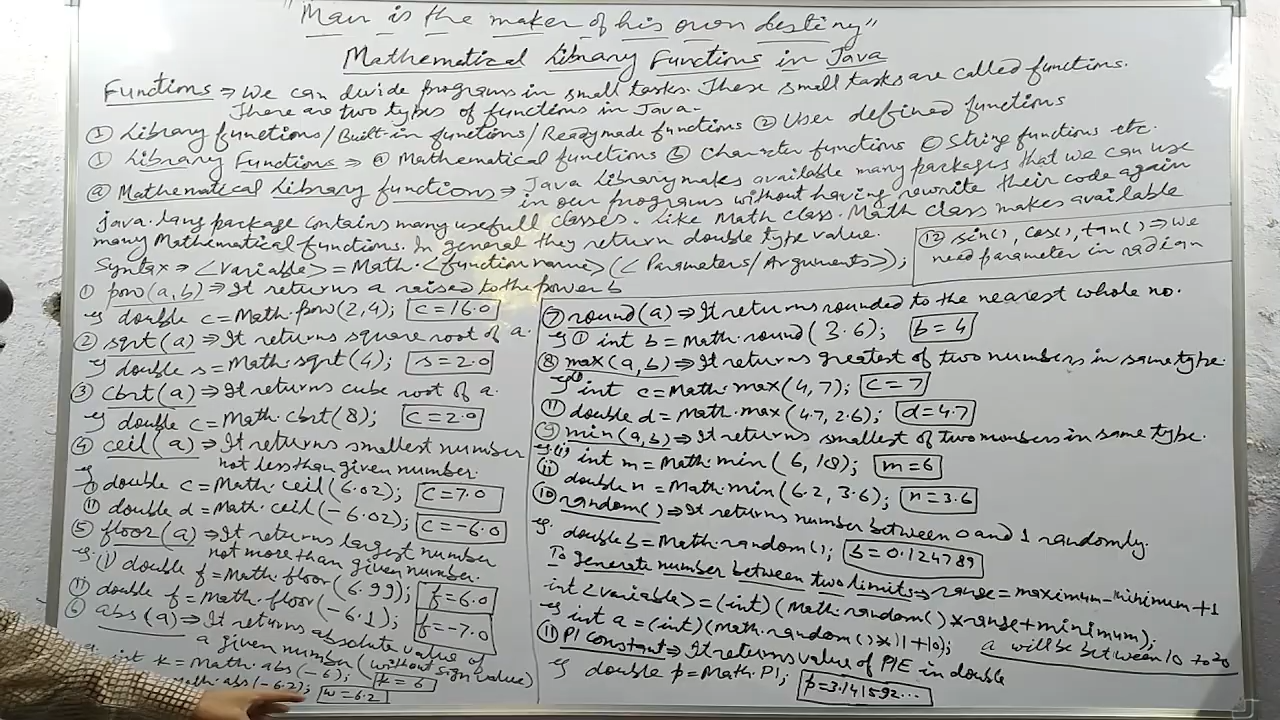 "Man is the maker of his own destiny"
Mathematical Library Functions in Java
Functions ⇒ We can divide programs in small tasks. These small tasks are called functions.
There are two types of functions in Java-
① Library functions/Built-in functions/Readymade functions ② User defined functions
① Library Functions ⇒ ⓐ Mathematical functions ⓑ Character functions ⓒ String functions etc.
ⓐ Mathematical Library functions ⇒ Java Library makes available many packages that we can use
in our programs without having rewrite their code again
java.lang package contains many usefull classes. Like Math class. Math class makes available
many Mathematical functions. In general they return double type value.
Syntax ⇒ <variable> = Math.<function name>(<Parameters/Arguments>);
⑫ sin(), cos(), tan() ⇒ we
need parameter in radian
① pow(a,b) ⇒ It returns a raised to the power b
eg double c=Math.pow(2,4); c=16.0
② sqrt(a) ⇒ It returns square root of a.
eg double s=Math.sqrt(4); s=2.0
③ cbrt(a) ⇒ It returns cube root of a.
eg double c=Math.cbrt(8); c=2.0
④ ceil(a) ⇒ It returns smallest number
not less than given number.
eg ① double c=Math.ceil(6.02); c=7.0
⑪ double d=Math.ceil(-6.02); c=-6.0
⑤ floor(a) ⇒ It returns largest number
not more than given number.
eg. (i) double f=Math.floor(6.99); f=6.0
⑪ double f=Math.floor(-6.1); f=-7.0
⑥ abs(a) ⇒ It returns absolute value of
a given number (without sign value)
int k=Math.abs(-6); k=6
Math.abs(-6.2); w=6.2
⑦ round(a) ⇒ It returns rounded to the nearest whole no.
eg ① int b=Math.round(3.6); b=4
⑧ max(a,b) ⇒ It returns greatest of two numbers in same type.
eg ① int c=Math.max(4,7); c=7
⑪ double d=Math.max(4.7,2.6); d=4.7
⑨ min(a,b) ⇒ It returns smallest of two numbers in same type.
eg.(i) int m=Math.min(6,18); m=6
(ii) double n=Math.min(6.2,3.6); n=3.6
⑩ random() ⇒ It returns number between 0 and 1 randomly.
eg. double b=Math.random(); b=0.124789
To generate number between two limits ⇒ range=maximum-minimum+1
int <variable>=(int)(Math.random()*range+minimum);
eg int a=(int)(Math.random()*11+10); a will be between 10 to 20
⑪ PI constant ⇒ It returns value of PIE in double
eg double p=Math.PI; p=3.141592...